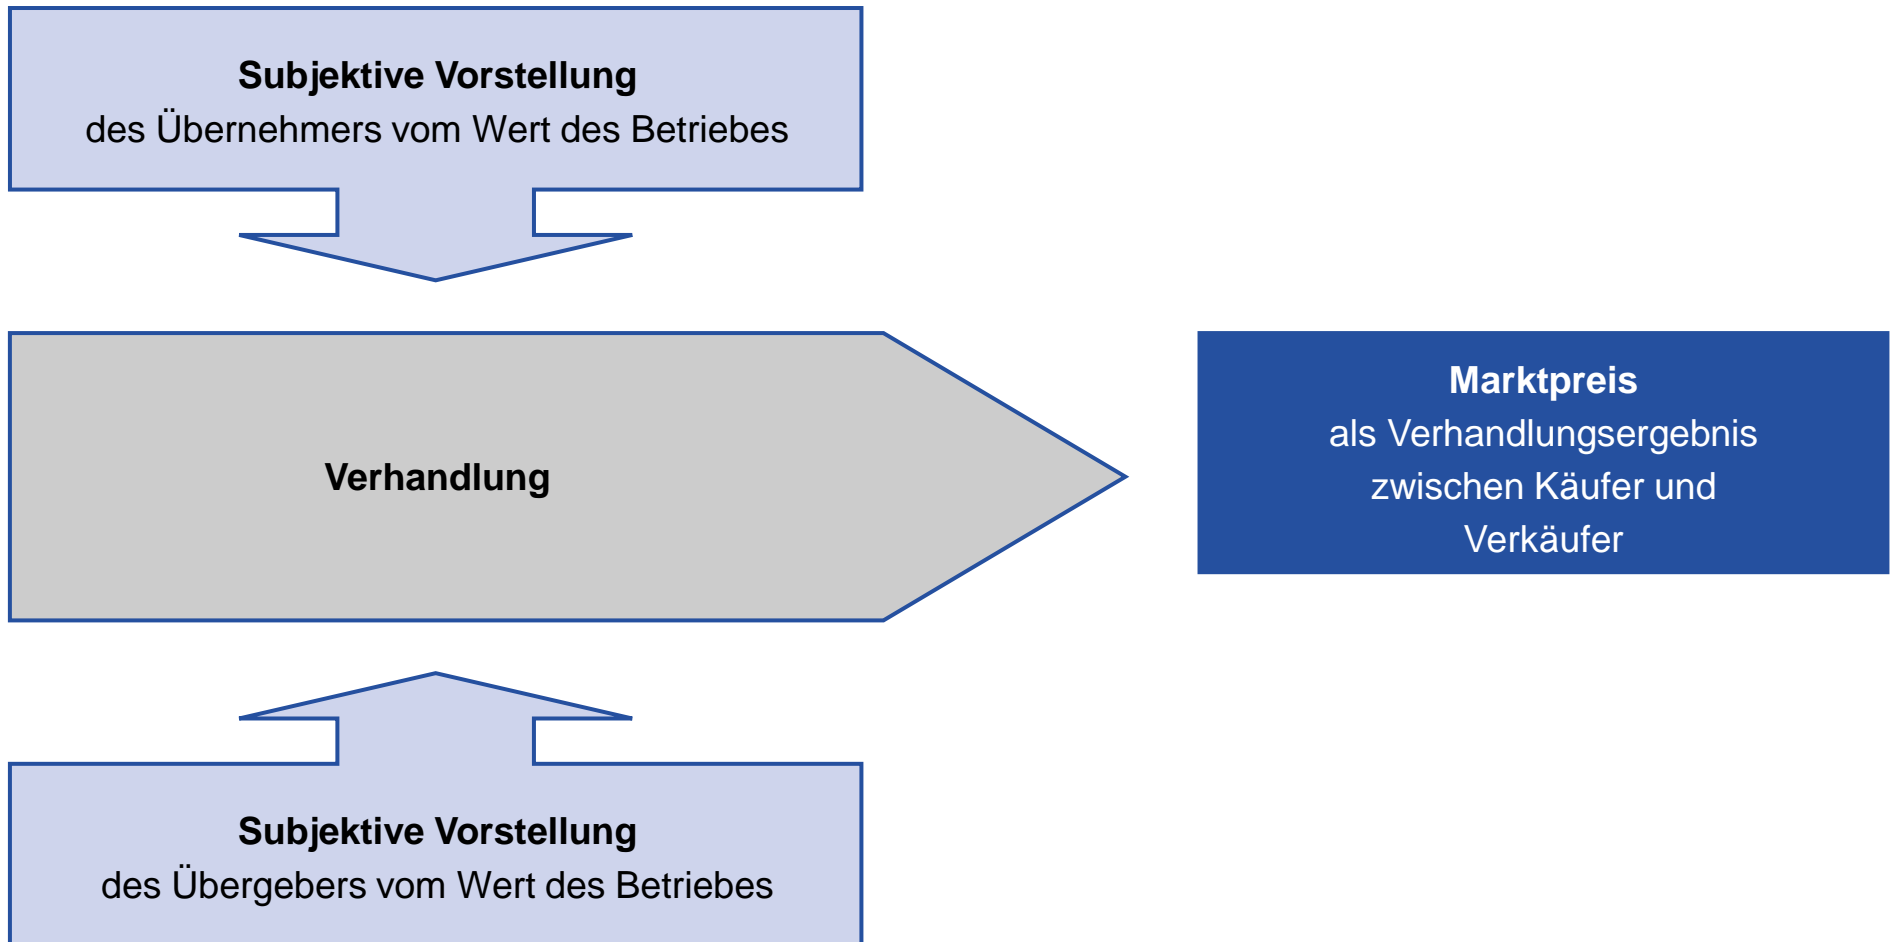 Subjektive Vorstellung
des Übernehmers vom Wert des Betriebes
Verhandlung
Marktpreis
als Verhandlungsergebnis
zwischen Käufer und
Verkäufer
Subjektive Vorstellung
des Übergebers vom Wert des Betriebes